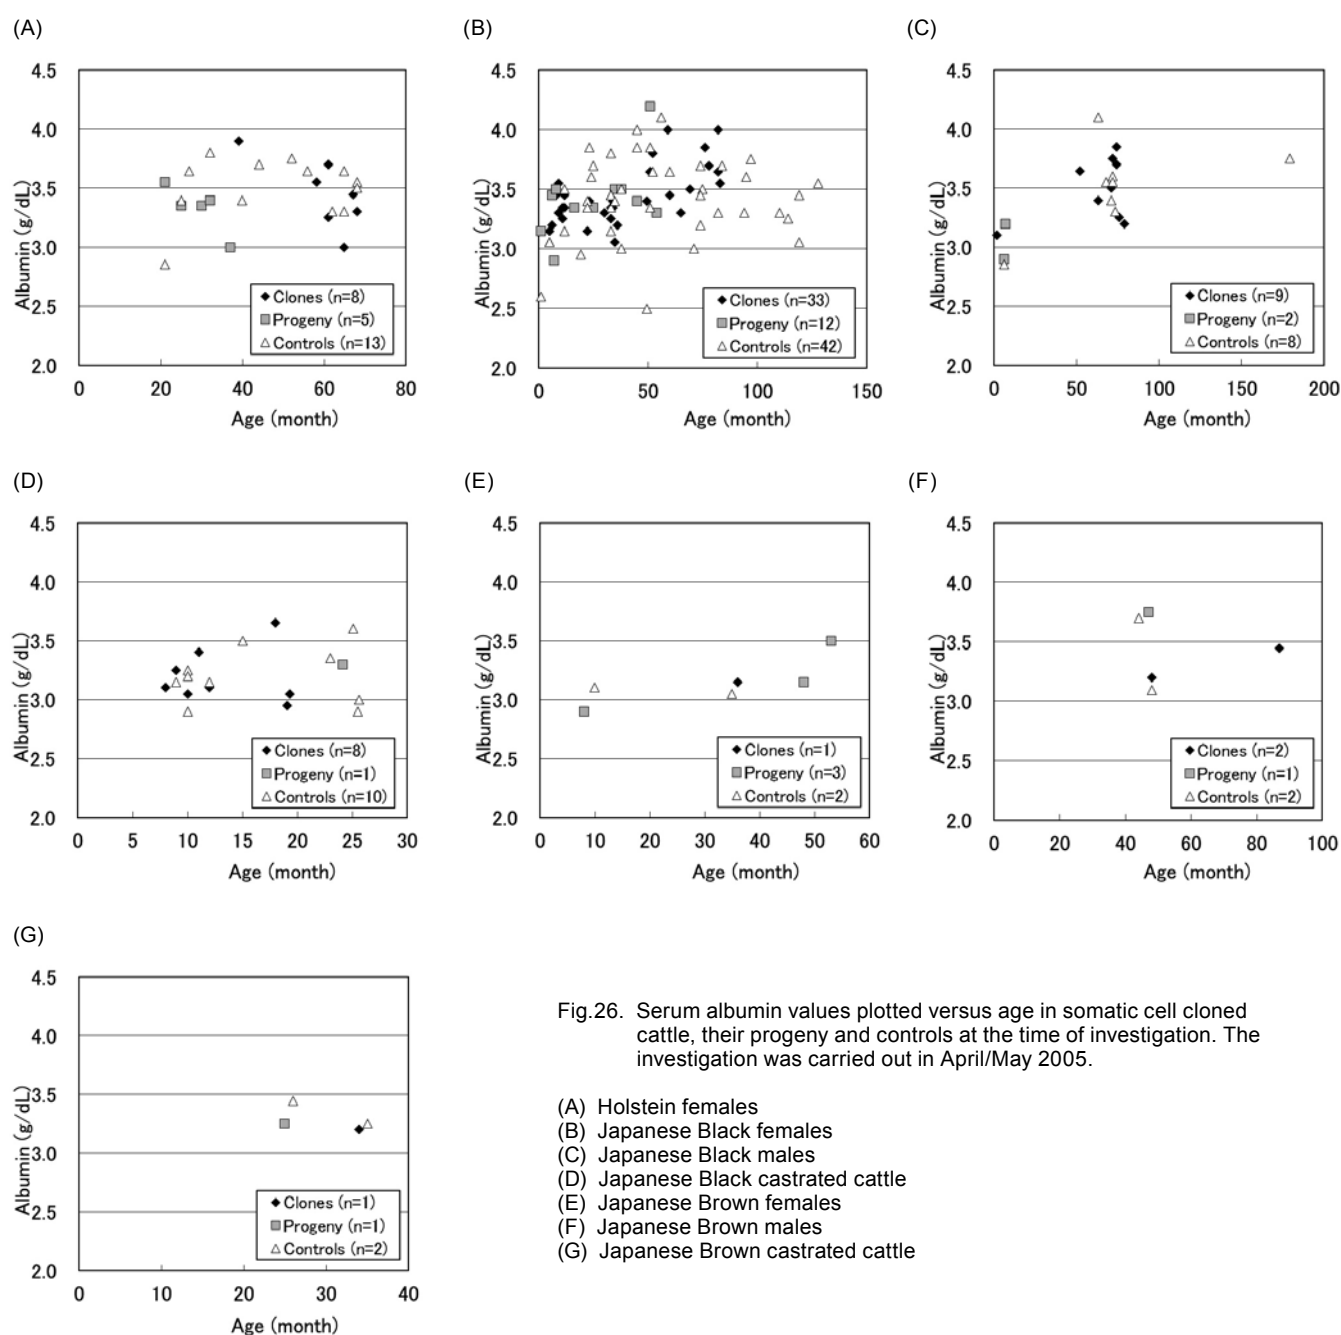 (A)
4.5
4.0
3.5
3.0
2.5
2.0
Albumin (g/dL)
0 20 40 60 80
Age (month)
Clones (n=8)
Progeny (n=5)
Controls (n=13)
(B)
4.5
4.0
3.5
3.0
2.5
2.0
Albumin (g/dL)
0 50 100 150
Age (month)
Clones (n=33)
Progeny (n=12)
Controls (n=42)
(C)
4.5
4.0
3.5
3.0
2.5
2.0
Albumin (g/dL)
0 50 100 150 200
Age (month)
Clones (n=9)
Progeny (n=2)
Controls (n=8)
(D)
4.5
4.0
3.5
3.0
2.5
2.0
Albumin (g/dL)
0 5 10 15 20 25 30
Age (month)
Clones (n=8)
Progeny (n=1)
Controls (n=10)
(E)
4.5
4.0
3.5
3.0
2.5
2.0
Albumin (g/dL)
0 10 20 30 40 50 60
Age (month)
Clones (n=1)
Progeny (n=3)
Controls (n=2)
(F)
4.5
4.0
3.5
3.0
2.5
2.0
Albumin (g/dL)
0 20 40 60 80 100
Age (month)
Clones (n=2)
Progeny (n=1)
Controls (n=2)
(G)
4.5
4.0
3.5
3.0
2.5
2.0
Albumin (g/dL)
0 10 20 30 40
Age (month)
Clones (n=1)
Progeny (n=1)
Controls (n=2)
Fig.26. Serum albumin values plotted versus age in somatic cell cloned
cattle, their progeny and controls at the time of investigation. The
investigation was carried out in April/May 2005.
(A) Holstein females
(B) Japanese Black females
(C) Japanese Black males
(D) Japanese Black castrated cattle
(E) Japanese Brown females
(F) Japanese Brown males
(G) Japanese Brown castrated cattle